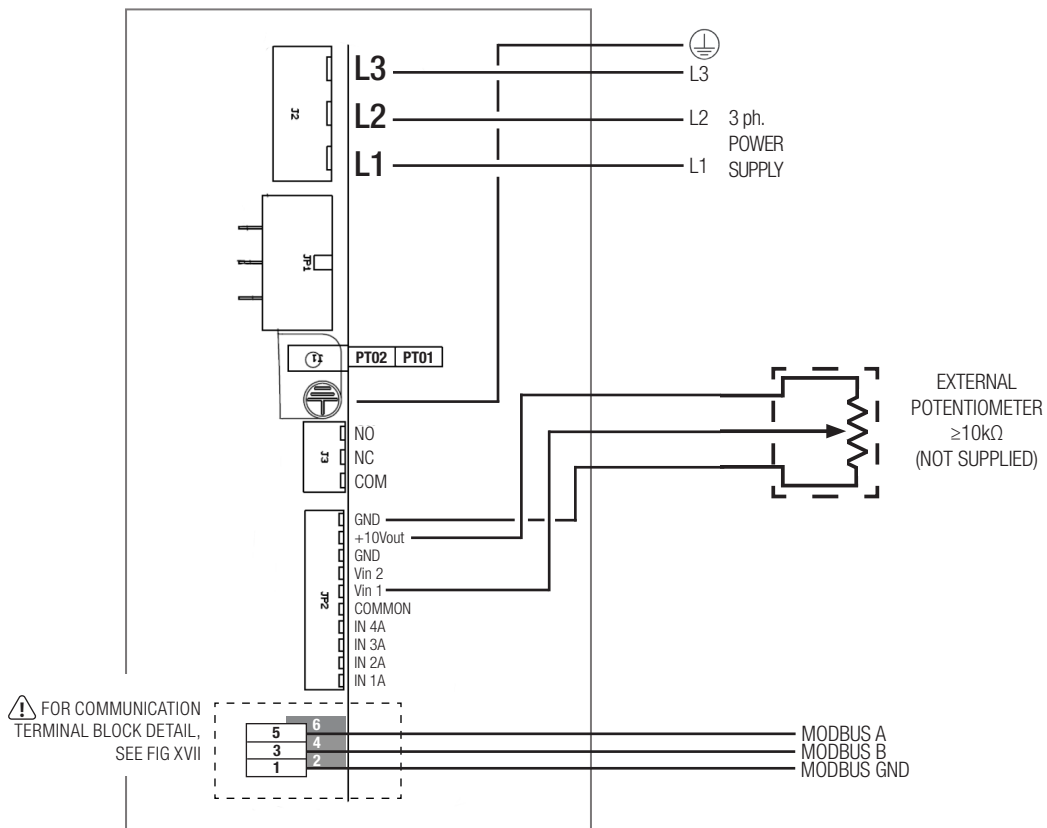 L3
L2
L1
L3
L2
L1
3 ph.
POWER
SUPPLY
J2
JP1
J1
PT02 PT01
J3
NO
NC
COM
JP2
GND
+10Vout
GND
Vin 2
Vin 1
COMMON
IN 4A
IN 3A
IN 2A
IN 1A
EXTERNAL
POTENTIOMETER
≥10kΩ
(NOT SUPPLIED)
FOR COMMUNICATION
TERMINAL BLOCK DETAIL,
SEE FIG XVII
6
5
4
3
2
1
MODBUS A
MODBUS B
MODBUS GND